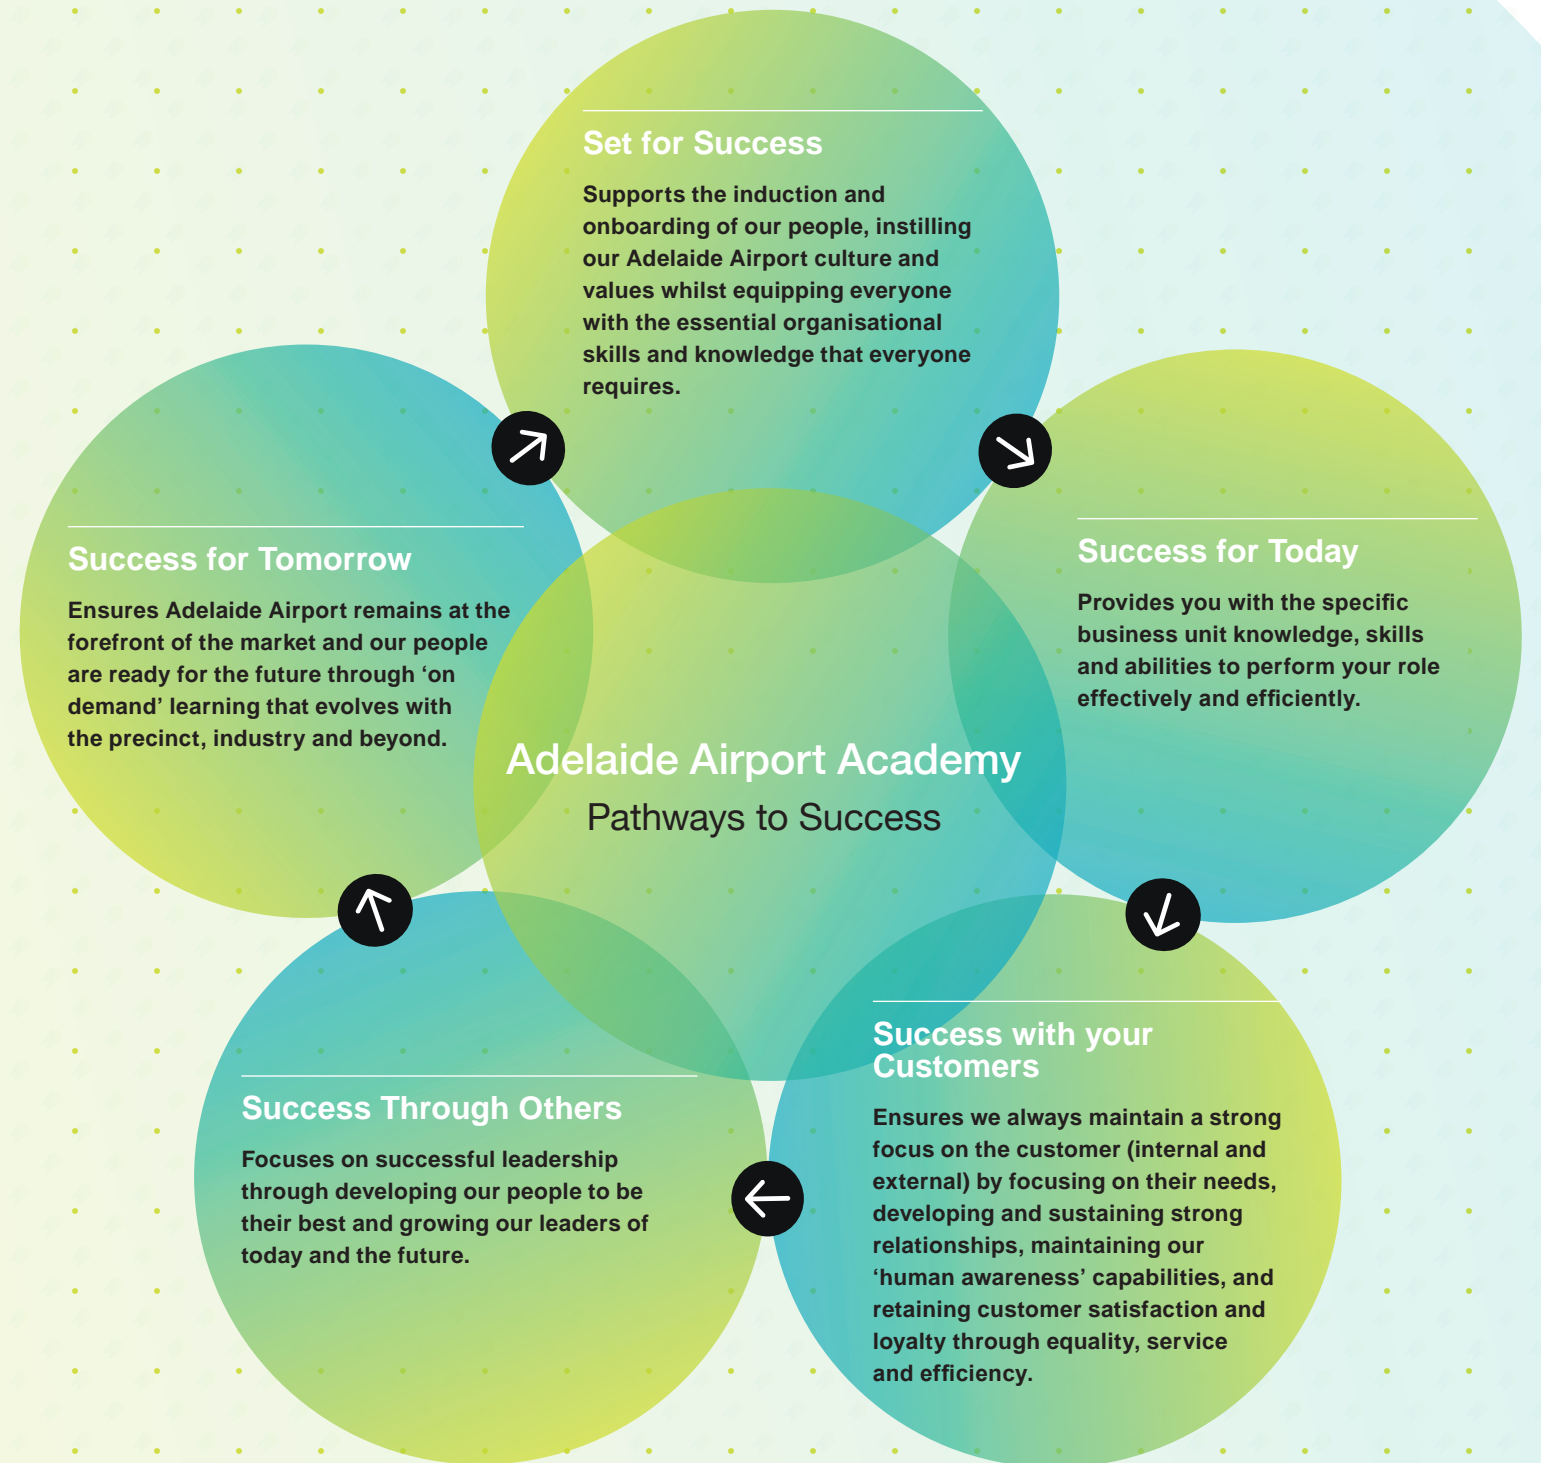 Set for Success
Supports the induction and
onboarding of our people, instilling
our Adelaide Airport culture and
values whilst equipping everyone
with the essential organisational
skills and knowledge that everyone
requires.
Success for Today
Provides you with the specific
business unit knowledge, skills
and abilities to perform your role
effectively and efficiently.
Success with your
Customers
Ensures we always maintain a strong
focus on the customer (internal and
external) by focusing on their needs,
developing and sustaining strong
relationships, maintaining our
‘human awareness’ capabilities, and
retaining customer satisfaction and
loyalty through equality, service
and efficiency.
Success Through Others
Focuses on successful leadership
through developing our people to be
their best and growing our leaders of
today and the future.
Success for Tomorrow
Ensures Adelaide Airport remains at the
forefront of the market and our people
are ready for the future through ‘on
demand’ learning that evolves with
the precinct, industry and beyond.
Adelaide Airport Academy
Pathways to Success